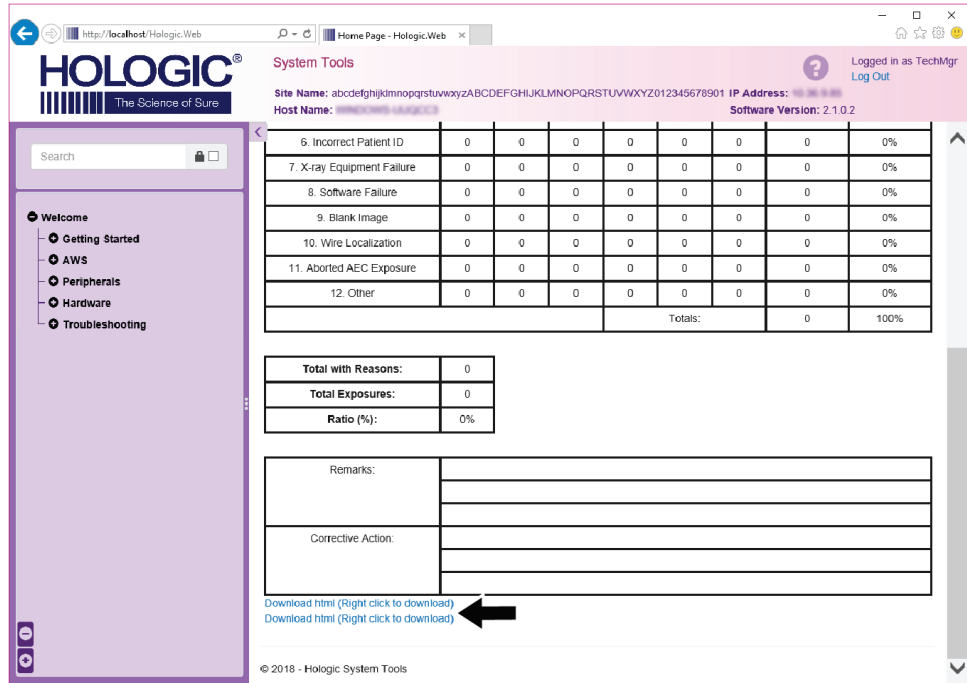 http://localhost/Hologic.Web
Home Page - Hologic.Web
HOLOGIC®
The Science of Sure
System Tools
Logged in as TechMgr
Log Out
Site Name: abcdefghijklmnopqrstuvwxyzABCDEFGHIJKLMNOPQRSTUVWXYZ012345678901 IP Address:
Host Name:
Software Version: 2.1.0.2
Search
Welcome
Getting Started
AWS
Peripherals
Hardware
Troubleshooting
6. Incorrect Patient ID 0 0 0 0 0 0 0 0%
7. X-ray Equipment Failure 0 0 0 0 0 0 0 0%
8. Software Failure 0 0 0 0 0 0 0 0%
9. Blank Image 0 0 0 0 0 0 0 0%
10. Wire Localization 0 0 0 0 0 0 0 0%
11. Aborted AEC Exposure 0 0 0 0 0 0 0 0%
12. Other 0 0 0 0 0 0 0 0%
Totals: 0 100%
Total with Reasons: 0
Total Exposures: 0
Ratio (%): 0%
Remarks:
Corrective Action:
Download html (Right click to download)
Download html (Right click to download)
© 2018 - Hologic System Tools